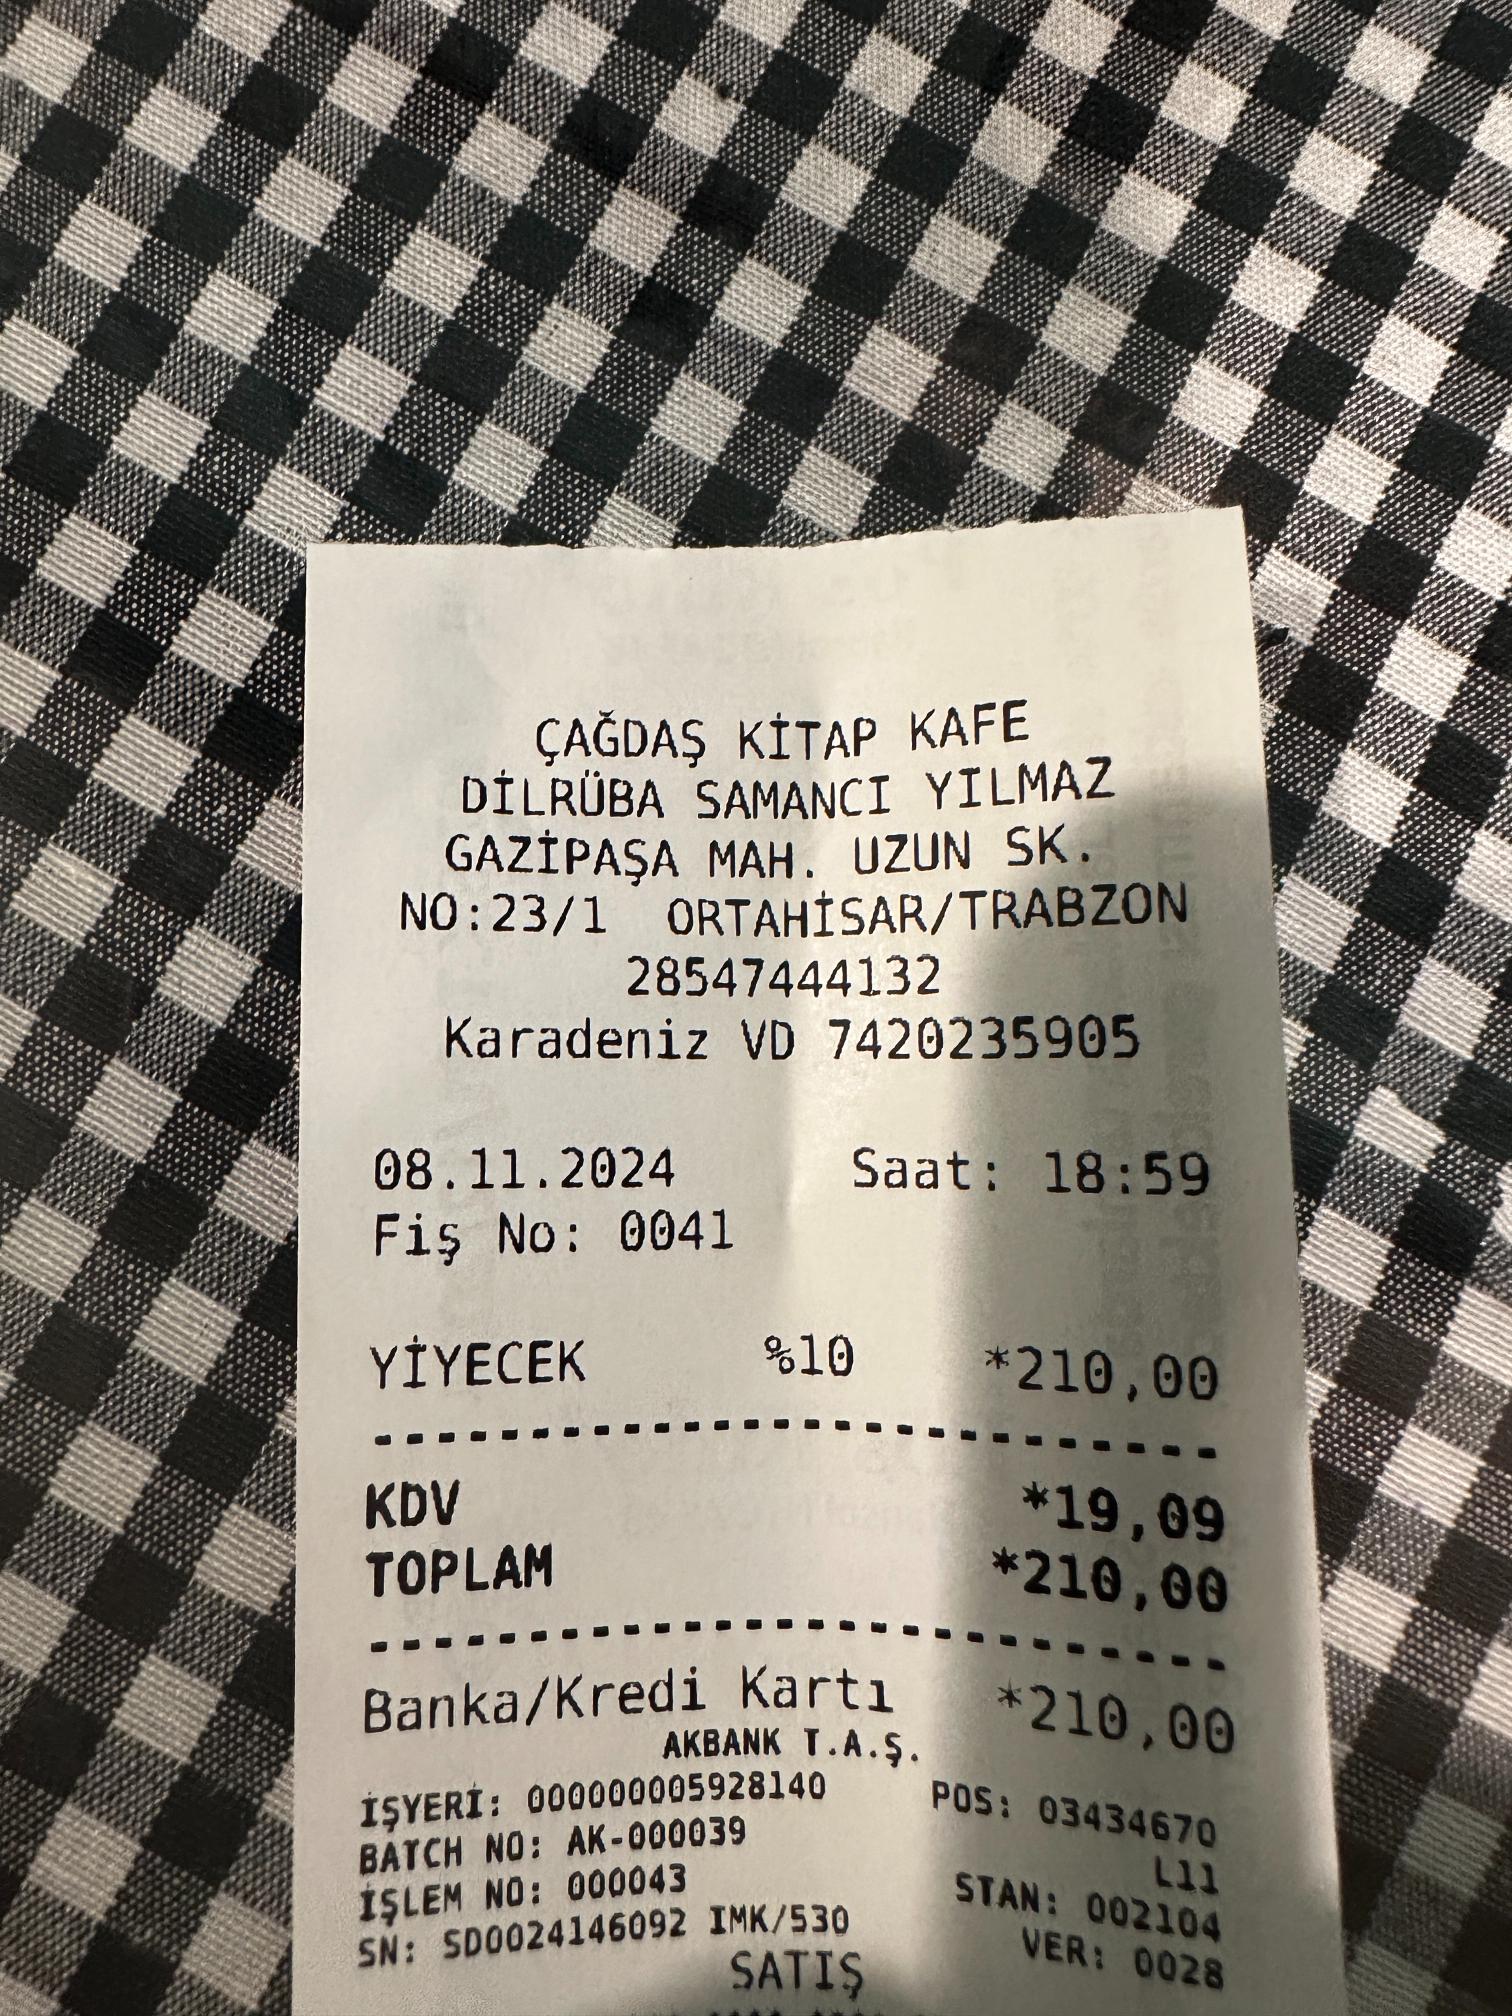 ÇAĞDAŞ KİTAP KAFE
DİLRÜBA SAMANCI YILMAZ
GAZİPAŞA MAH. UZUN SK.
NO:23/1 ORTAHİSAR/TRABZON
28547444132
Karadeniz VD 7420235905
08.11.2024 Saat: 18:59
Fiş No: 0041
YİYECEK %10 *210,00
KDV *19,09
TOPLAM *210,00
Banka/Kredi Kartı *210,00
AKBANK T.A.Ş.
İŞYERİ: 000000005928140 POS: 03434670
BATCH NO: AK-000039 L11
İŞLEM NO: 000043 STAN: 002104
SN: SD0024146092 IMK/530 VER: 0028
SATIŞ